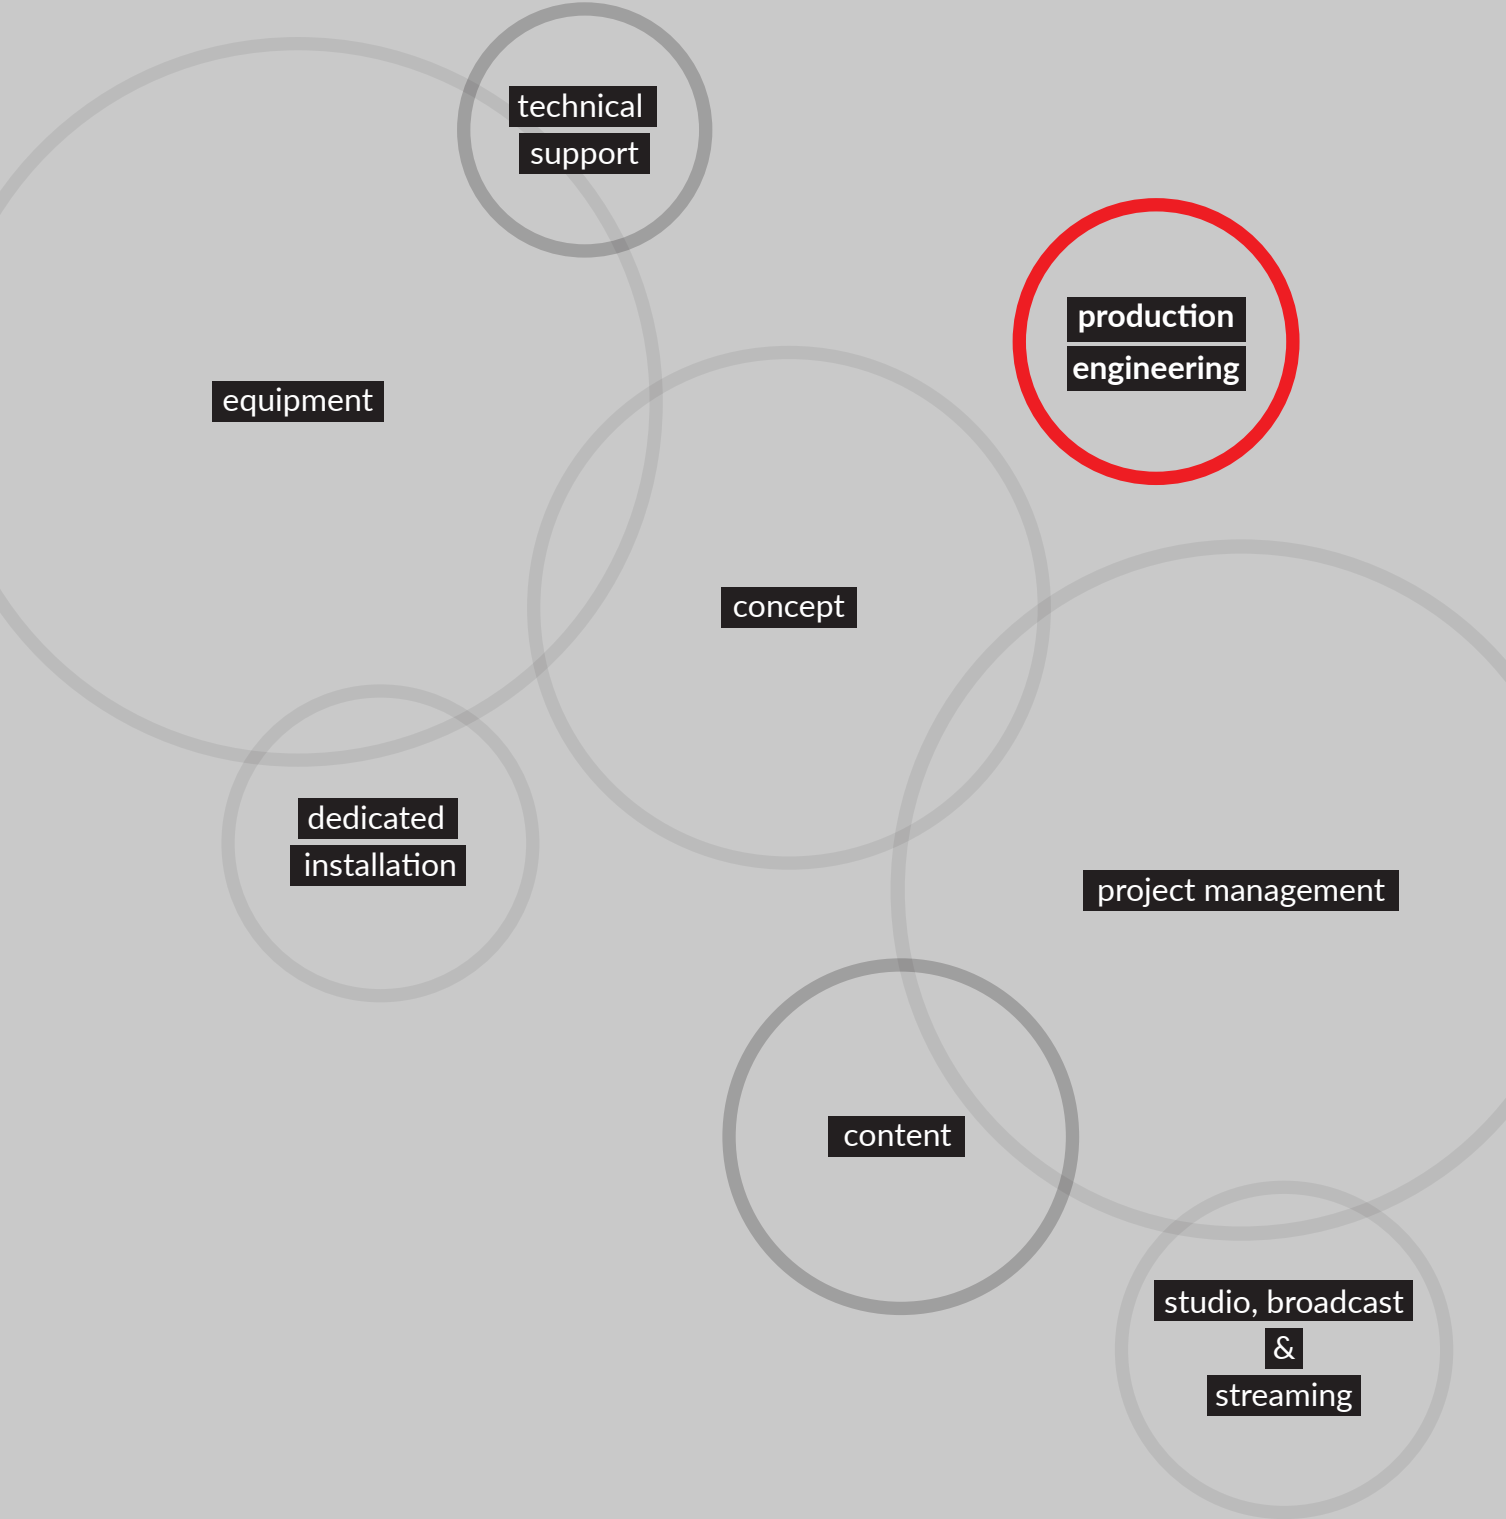 technical
support
production
engineering
equipment
concept
dedicated
installation
project management
content
studio, broadcast
&
streaming